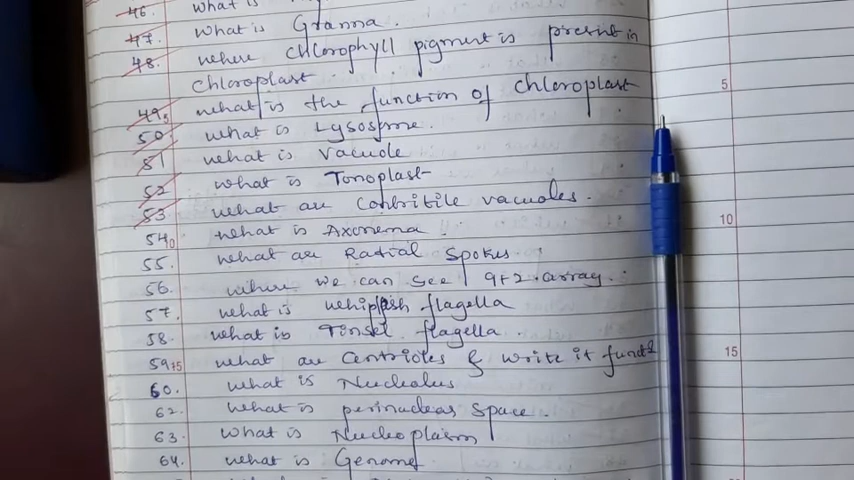 46. what is
47. what is Granna.
48. where chlorophyll pigment is present in
chloroplast
49. what is the function of chloroplast
50. what is Lysosome.
51 what is Vacuole
52 what is Tonoplast
53 what are Contritile vacuoles.
54. what is Axonema.
55. what are Radial Spokes
56. where we can see 9+2 array.
57. what is whiplash flagella
58. what is Tinsel flagella.
59. what are Centrioles & write it funct
60. what is Nucleolus
62. what is perinuclear space.
63. what is Nucleoplasm
64. what is Genome
5
10
15